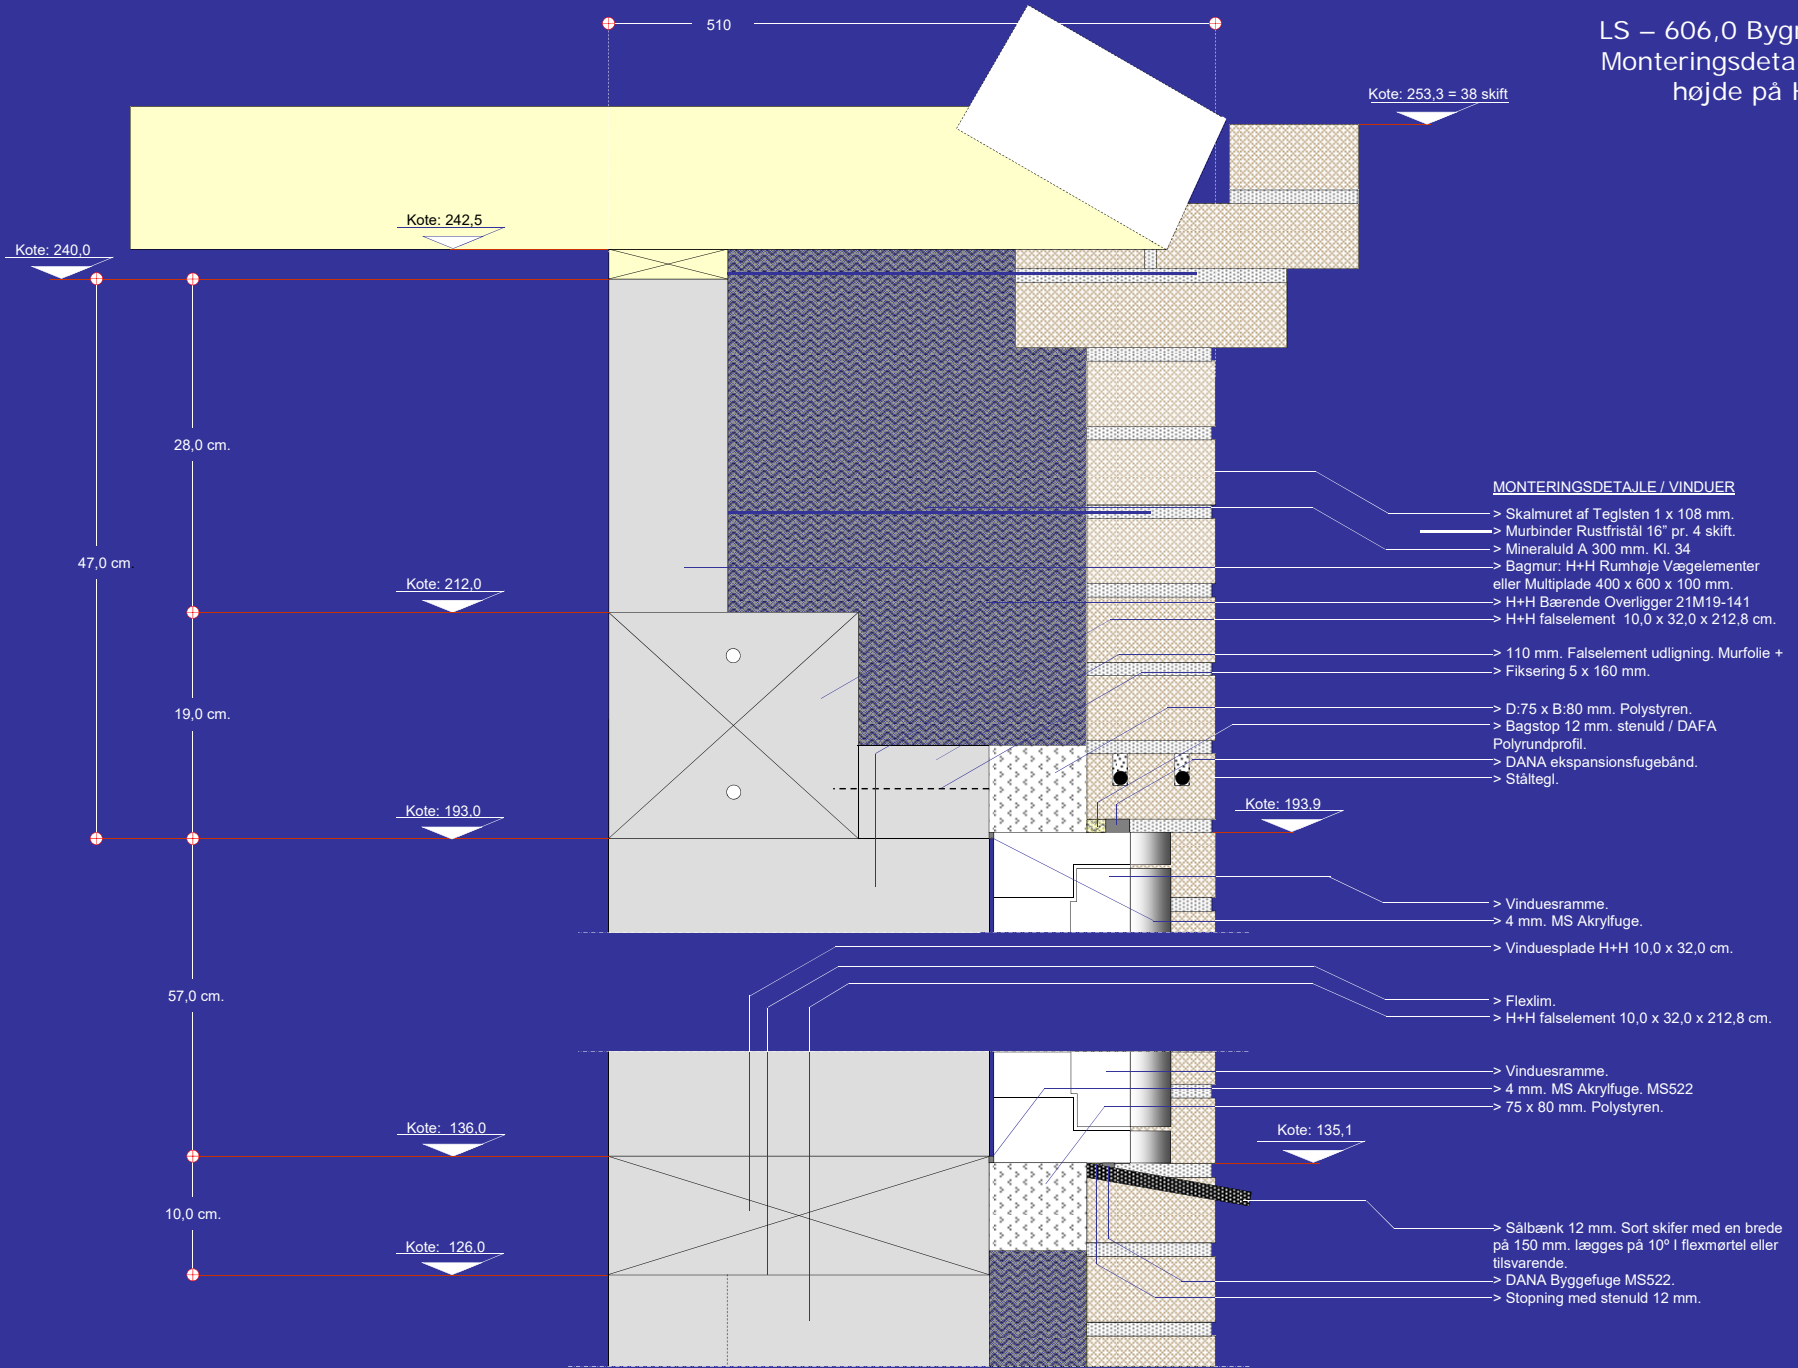 510
LS – 606,0
Monteringsdeta
højde på H
Kote: 253,3 = 38 skift
Kote: 242,5
Kote: 240,0
28,0 cm.
47,0 cm.
Kote: 212,0
19,0 cm.
Kote: 193,0
Kote: 193,9
57,0 cm.
Kote: 136,0
Kote: 135,1
10,0 cm.
Kote: 126,0
MONTERINGSDETAJLE / VINDUER
> Skalmuret af Teglsten 1 x 108 mm.
> Murbinder Rustfristål 16" pr. 4 skift.
> Mineraluld A 300 mm. Kl. 34
> Bagmur: H+H Rumhøje Vægelementer
eller Multiplade 400 x 600 x 100 mm.
> H+H Bærende Overligger 21M19-141
> H+H falselement 10,0 x 32,0 x 212,8 cm.
> 110 mm. Falselement udligning. Murfolie +
> Fiksering 5 x 160 mm.
> D:75 x B:80 mm. Polystyren.
> Bagstop 12 mm. stenuld / DAFA
Polyrundprofil.
> DANA ekspansionsfugebånd.
> Ståltegl.
> Vinduesramme.
> 4 mm. MS Akrylfuge.
> Vinduesplade H+H 10,0 x 32,0 cm.
> Flexlim.
> H+H falselement 10,0 x 32,0 x 212,8 cm.
> Vinduesramme.
> 4 mm. MS Akrylfuge. MS522
> 75 x 80 mm. Polystyren.
> Sålbænk 12 mm. Sort skifer med en brede
på 150 mm. lægges på 10º I flexmørtel eller
tilsvarende.
> DANA Byggefuge MS522.
> Stopning med stenuld 12 mm.